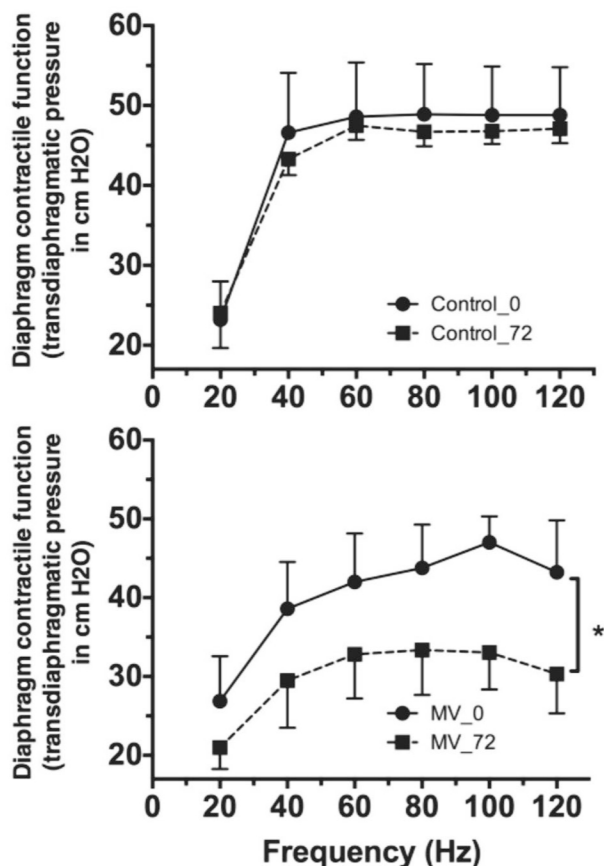 Diaphragm contractile function
(transdiaphragmatic pressure
in cm H2O)
60
50
40
30
20
Control_0
Control_72
0 20 40 60 80 100 120
Diaphragm contractile function
(transdiaphragmatic pressure
in cm H2O)
60
50
40
30
20
*
MV_0
MV_72
0 20 40 60 80 100 120
Frequency (Hz)